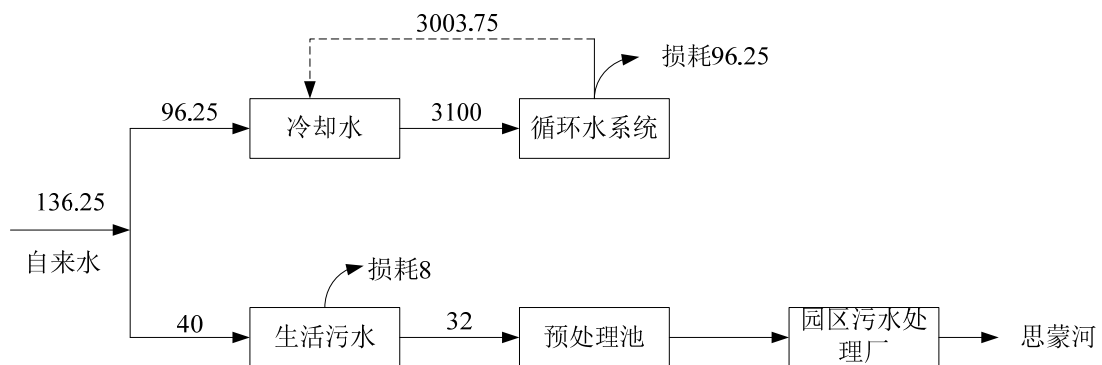 3003.75
损耗96.25
96.25
冷却水
3100
循环水系统
136.25
自来水
损耗8
40
生活污水
32
预处理池
园区污水处
理厂
思蒙河